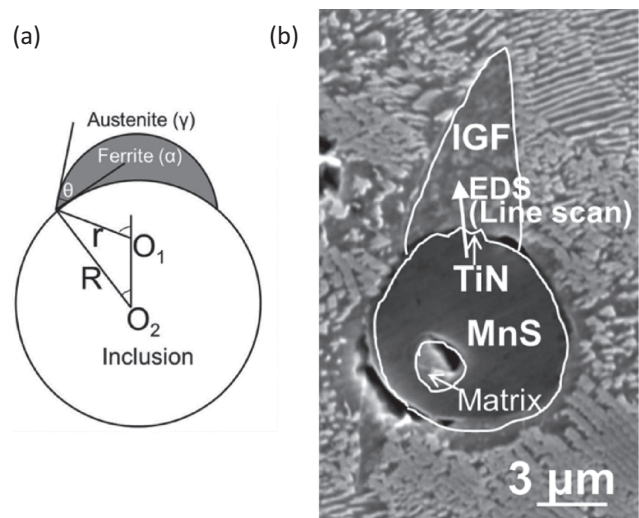 (a)
(b)
Austenite (γ)
Ferrite (α)
θ
r
O₁
R
O₂
Inclusion
IGF
EDS
(Line scan)
TiN
MnS
Matrix
3 μm